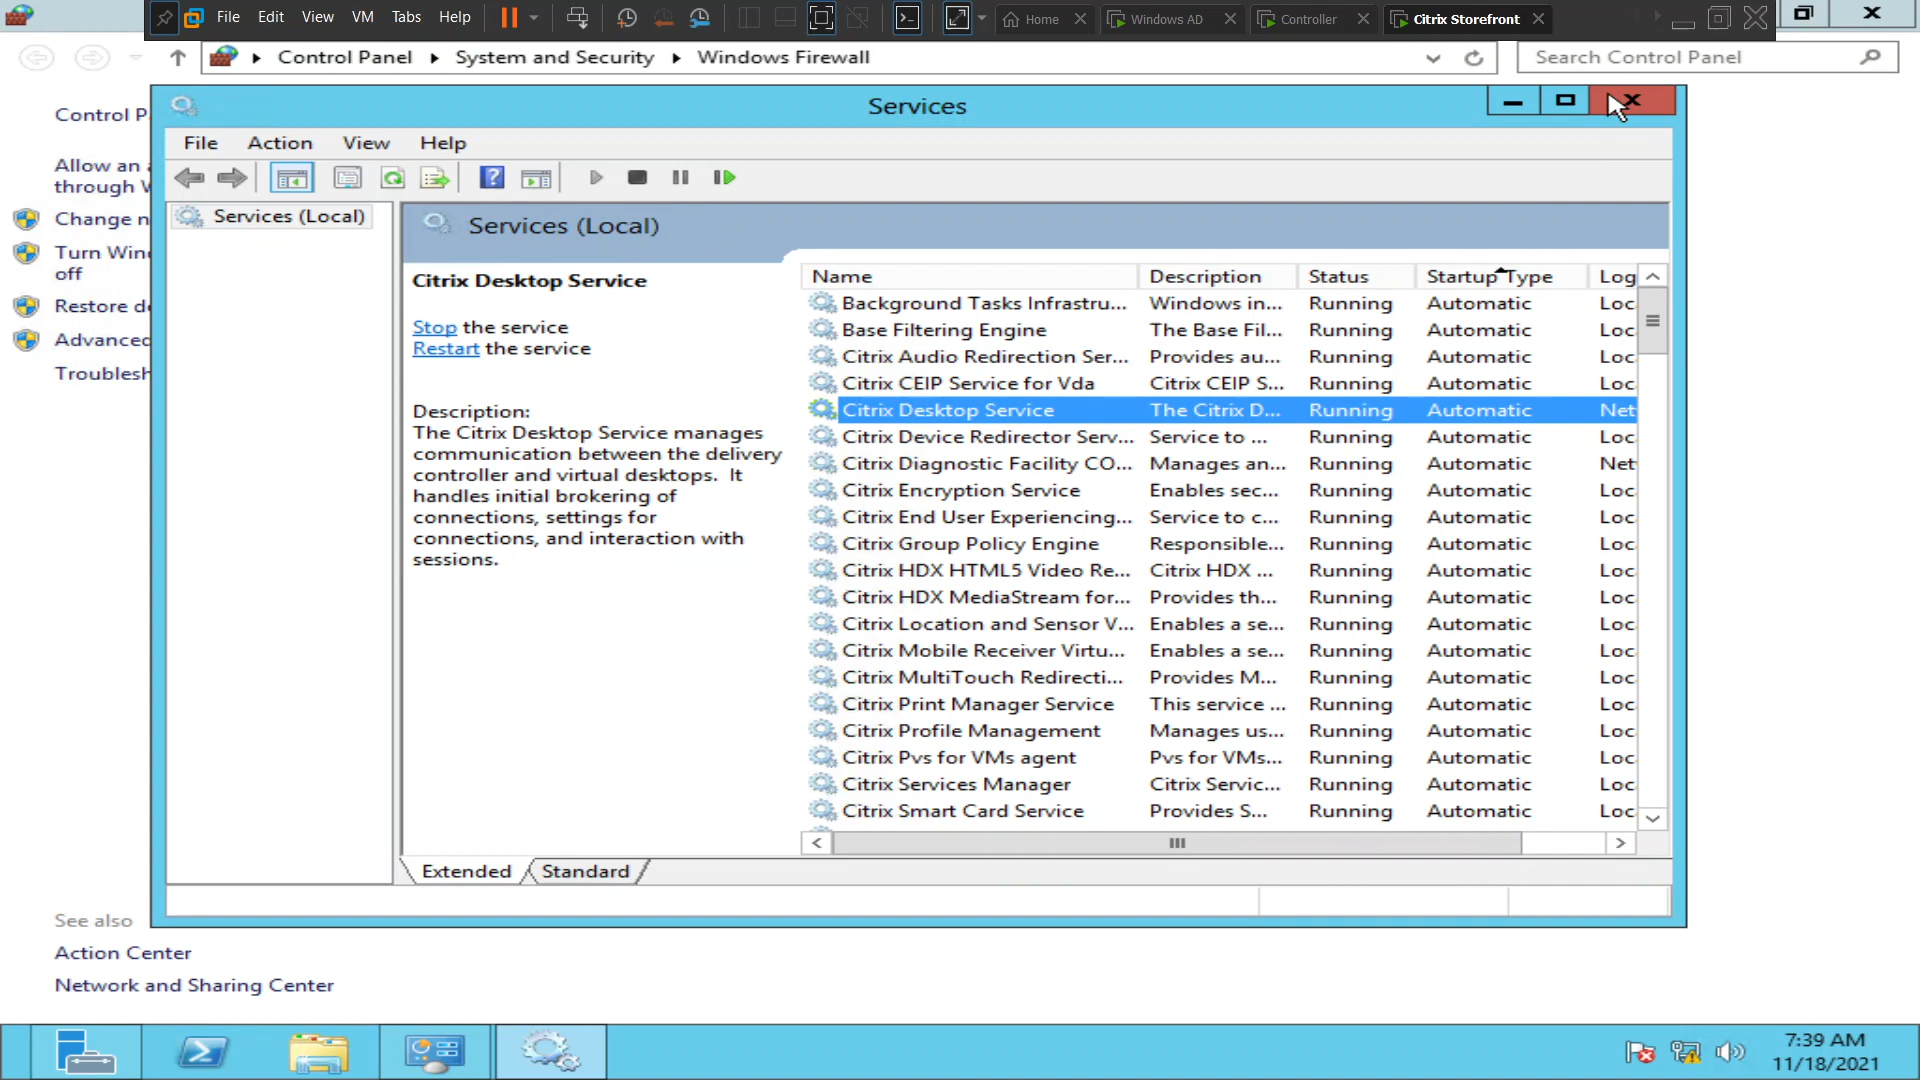 File Edit View VM Tabs Help
Home Windows AD Controller Citrix Storefront
Control Panel System and Security Windows Firewall
Search Control Panel
Control P
Allow an a
through W
Change n
Turn Wind
off
Restore de
Advanced
Troublesh
See also
Action Center
Network and Sharing Center
Services
File Action View Help
Services (Local)
Services (Local)
Citrix Desktop Service
Stop the service
Restart the service
Description:
The Citrix Desktop Service manages
communication between the delivery
controller and virtual desktops. It
handles initial brokering of
connections, settings for
connections, and interaction with
sessions.
Name Description Status Startup Type Log
Background Tasks Infrastru... Windows in... Running Automatic Loc
Base Filtering Engine The Base Fil... Running Automatic Loc
Citrix Audio Redirection Ser... Provides au... Running Automatic Loc
Citrix CEIP Service for Vda Citrix CEIP S... Running Automatic Loc
Citrix Desktop Service The Citrix D... Running Automatic Net
Citrix Device Redirector Serv... Service to ... Running Automatic Loc
Citrix Diagnostic Facility CO... Manages an... Running Automatic Net
Citrix Encryption Service Enables sec... Running Automatic Loc
Citrix End User Experiencing... Service to c... Running Automatic Loc
Citrix Group Policy Engine Responsible... Running Automatic Loc
Citrix HDX HTML5 Video Re... Citrix HDX ... Running Automatic Loc
Citrix HDX MediaStream for... Provides th... Running Automatic Loc
Citrix Location and Sensor V... Enables a se... Running Automatic Loc
Citrix Mobile Receiver Virtu... Enables a se... Running Automatic Loc
Citrix MultiTouch Redirecti... Provides M... Running Automatic Loc
Citrix Print Manager Service This service ... Running Automatic Loc
Citrix Profile Management Manages us... Running Automatic Loc
Citrix Pvs for VMs agent Pvs for VMs... Running Automatic Loc
Citrix Services Manager Citrix Servic... Running Automatic Loc
Citrix Smart Card Service Provides S... Running Automatic Loc
Extended Standard
7:39 AM
11/18/2021